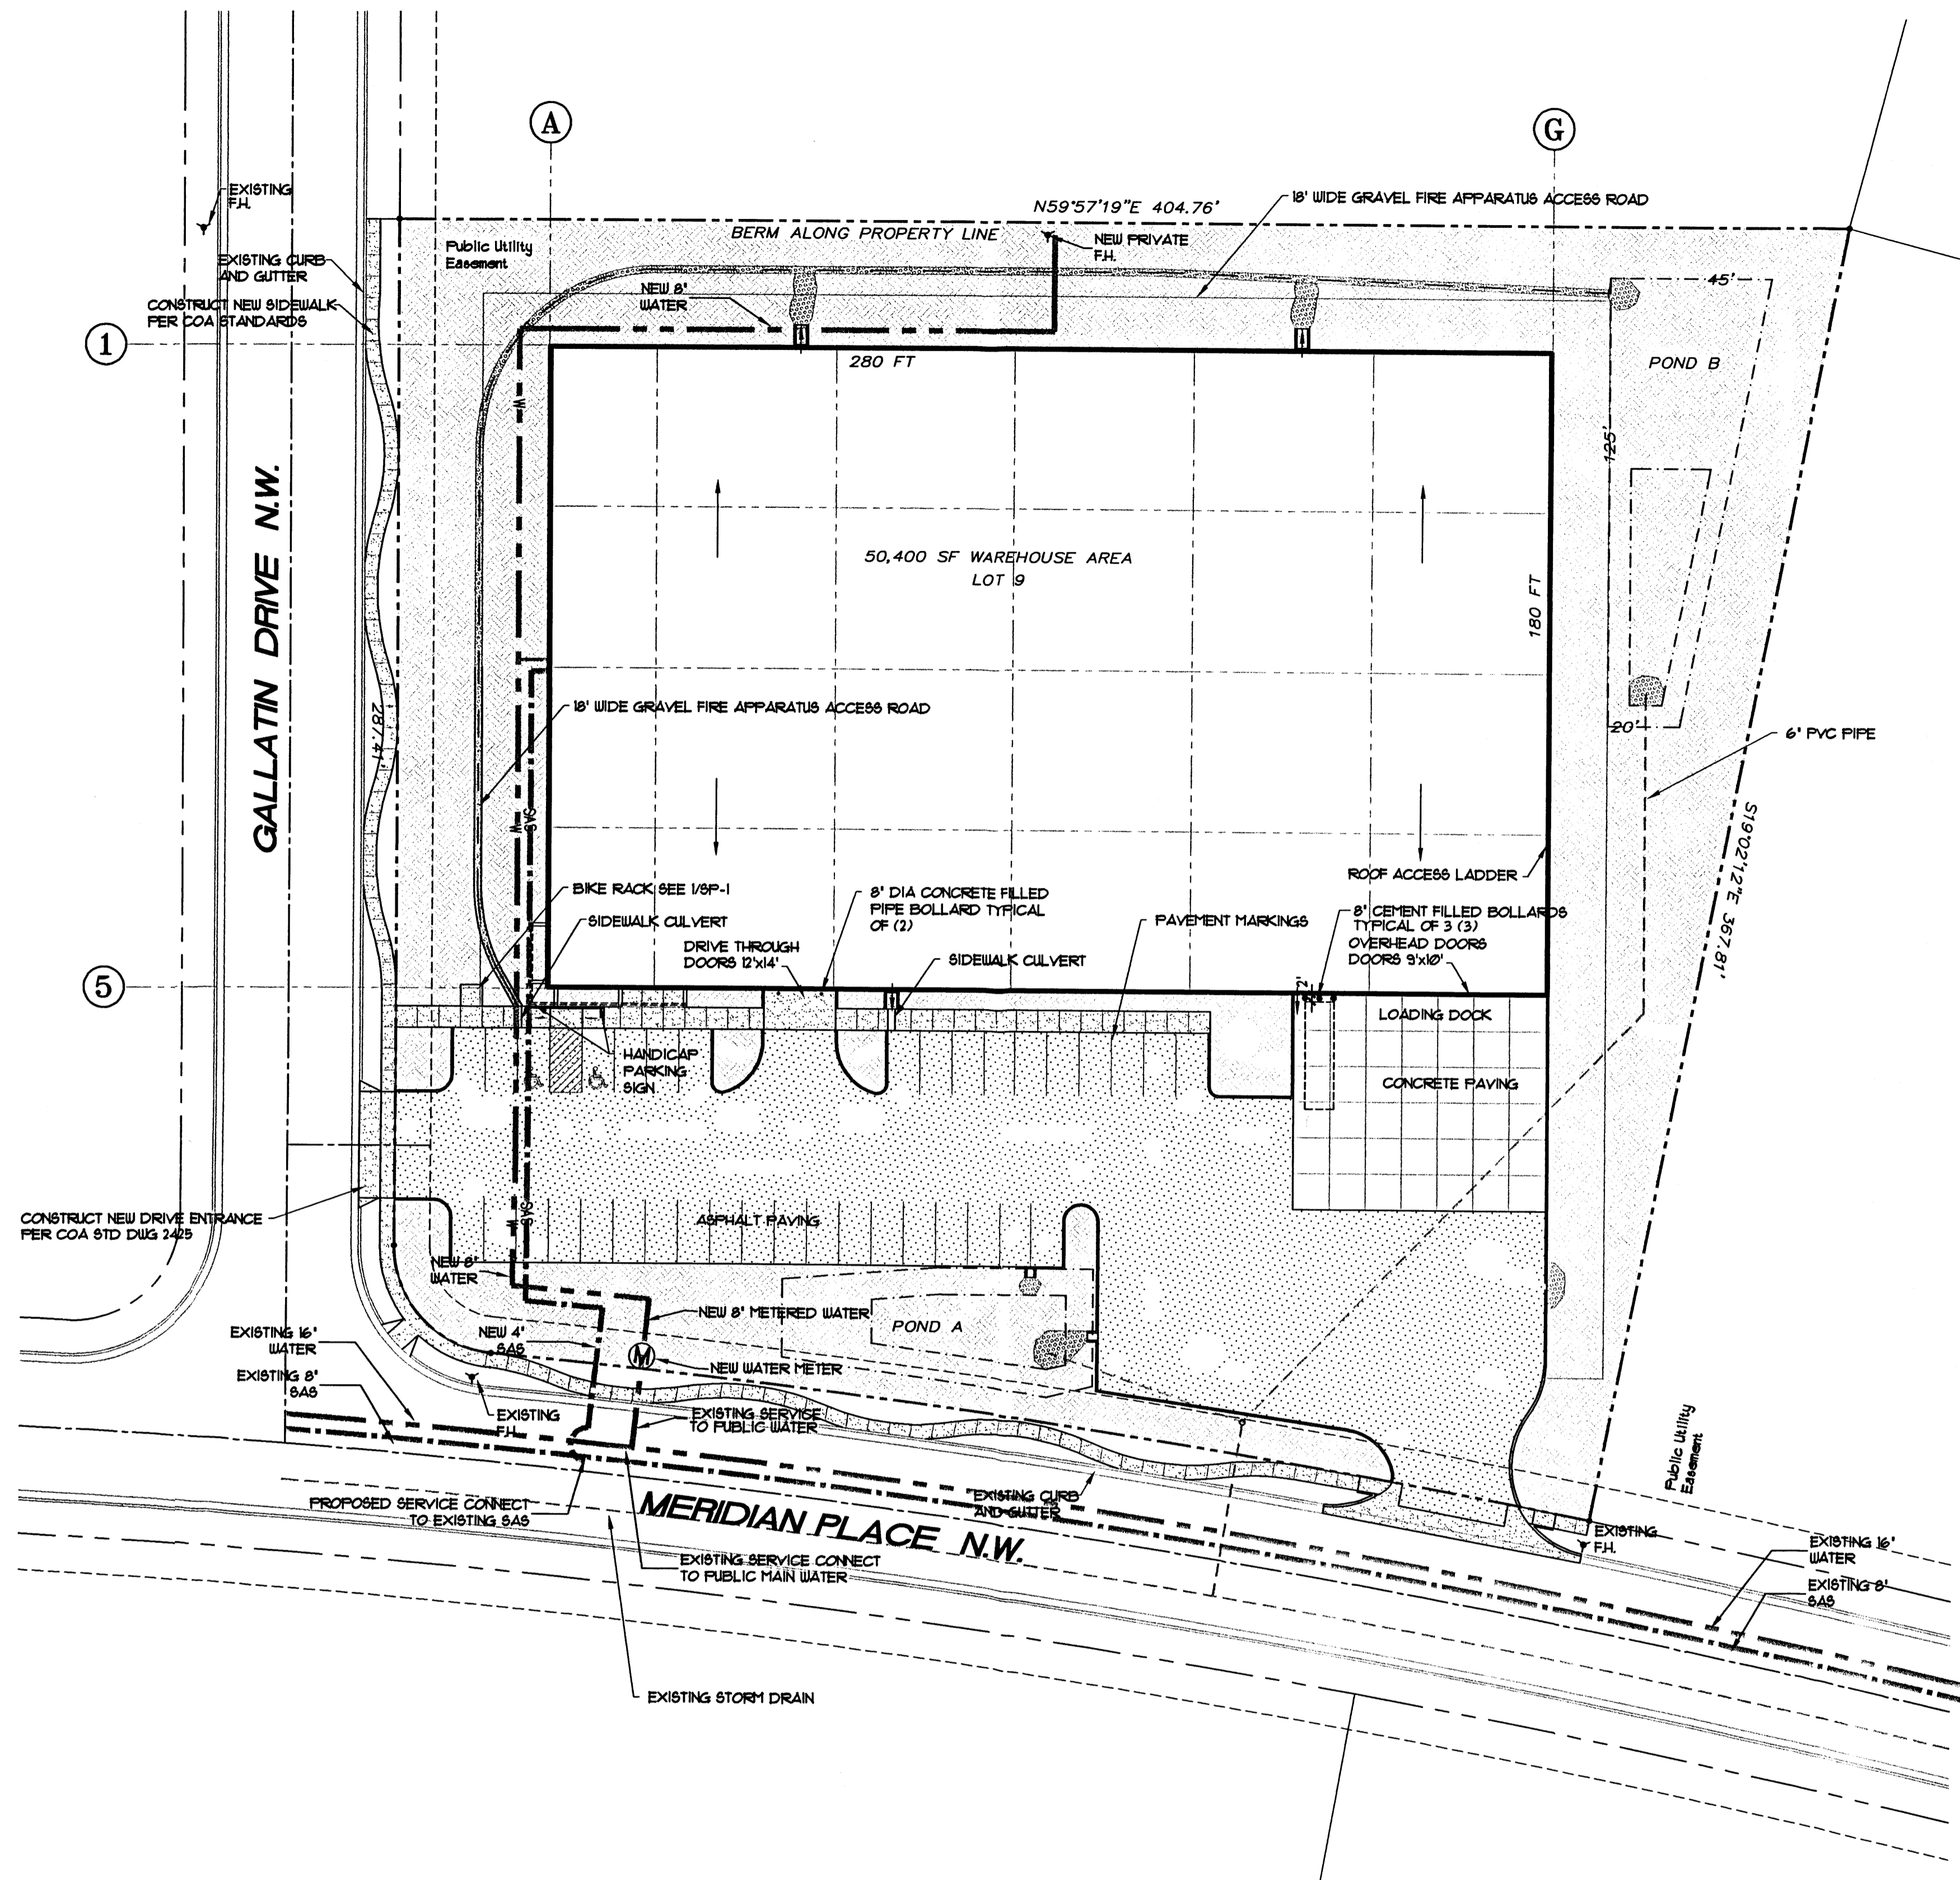 A
G
EXISTING
F.H.
N59°57'19"E 404.76'
18' WIDE GRAVEL FIRE APPARATUS ACCESS ROAD
BERM ALONG PROPERTY LINE
NEW PRIVATE
F.H.
Public Utility
Easement
EXISTING CURB
AND GUTTER
CONSTRUCT NEW SIDEWALK
PER COA STANDARDS
NEW 8"
WATER
45'
1
280 FT
POND B
W
125'
GALLATIN DRIVE N.W.
50,400 SF WAREHOUSE AREA
LOT 9
180 FT
287.41'
18' WIDE GRAVEL FIRE APPARATUS ACCESS ROAD
20'
6" PVC PIPE
SAS
W
S19°02'12"E 367.81'
ROOF ACCESS LADDER
BIKE RACK SEE 1/SP-1
8" DIA CONCRETE FILLED
PIPE BOLLARD TYPICAL
OF (2)
PAVEMENT MARKINGS
8" CEMENT FILLED BOLLARDS
TYPICAL OF 3 (3)
OVERHEAD DOORS
DOORS 9'x10'
SIDEWALK CULVERT
DRIVE THROUGH
DOORS 12'x14'
SIDEWALK CULVERT
5
2'
LOADING DOCK
HANDICAP
PARKING
SIGN
CONCRETE PAVING
CONSTRUCT NEW DRIVE ENTRANCE
PER COA STD DWG 2425
SAS
W
ASPHALT PAVING
NEW 8"
WATER
NEW 8" METERED WATER
POND A
EXISTING 16"
WATER
NEW 4"
SAS
M
NEW WATER METER
EXISTING 8"
SAS
EXISTING
F.H.
EXISTING SERVICE
TO PUBLIC WATER
Public Utility
Easement
PROPOSED SERVICE CONNECT
TO EXISTING SAS
MERIDIAN PLACE N.W.
EXISTING CURB
AND GUTTER
EXISTING
F.H.
EXISTING SERVICE CONNECT
TO PUBLIC MAIN WATER
EXISTING 16"
WATER
EXISTING 8"
SAS
EXISTING STORM DRAIN